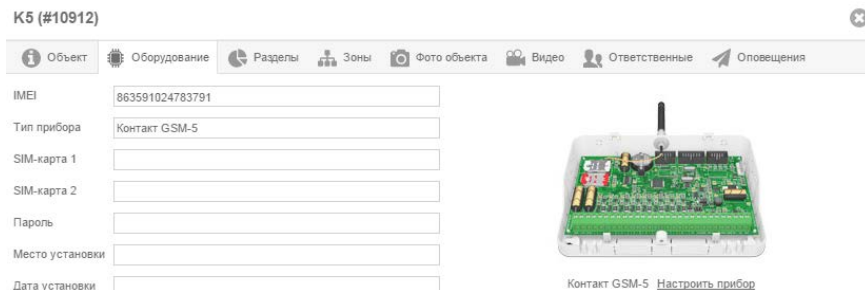 K5 (#10912)
Объект Оборудование Разделы Зоны Фото объекта Видео Ответственные Оповещения
IMEI 863591024783791
Тип прибора Контакт GSM-5
SIM-карта 1
SIM-карта 2
Пароль
Место установки
Дата установки
Контакт GSM-5 Настроить прибор